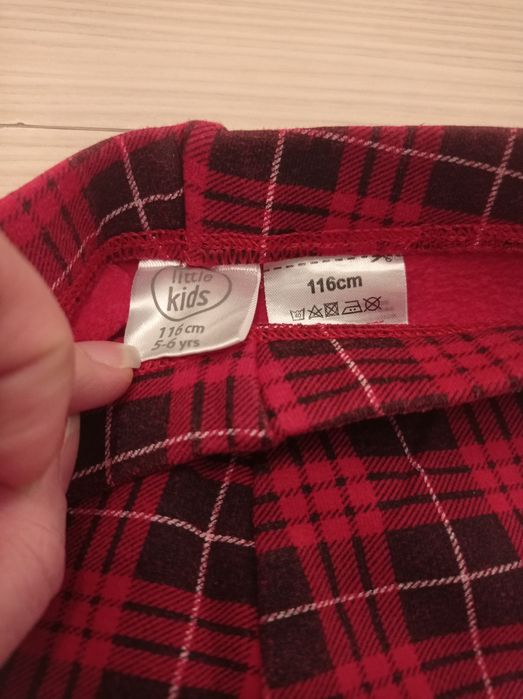 little
kids
116cm
5-6 yrs
116cm